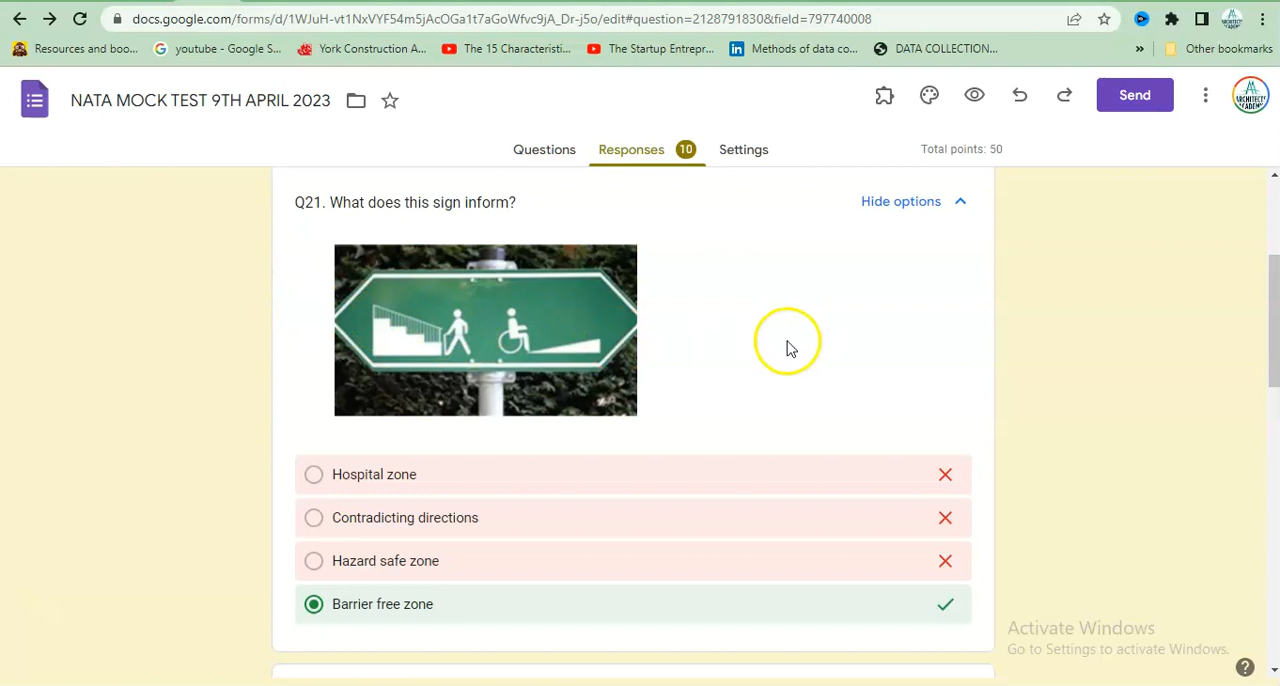 docs.google.com/forms/d/1WJuH-vt1NxVYF54m5jAcOGa1t7aGoWfvc9jA_Dr-j5o/edit#question=2128791830&field=797740008
Resources and boo...
youtube - Google S...
York Construction A...
The 15 Characteristi...
The Startup Entrepr...
Methods of data co...
DATA COLLECTION...
»
Other bookmarks
NATA MOCK TEST 9TH APRIL 2023
Send
ARCHITECT'S ACADEMY
Questions
Responses 10
Settings
Total points: 50
Q21. What does this sign inform?
Hide options
Hospital zone
Contradicting directions
Hazard safe zone
Barrier free zone
Activate Windows
Go to Settings to activate Windows.